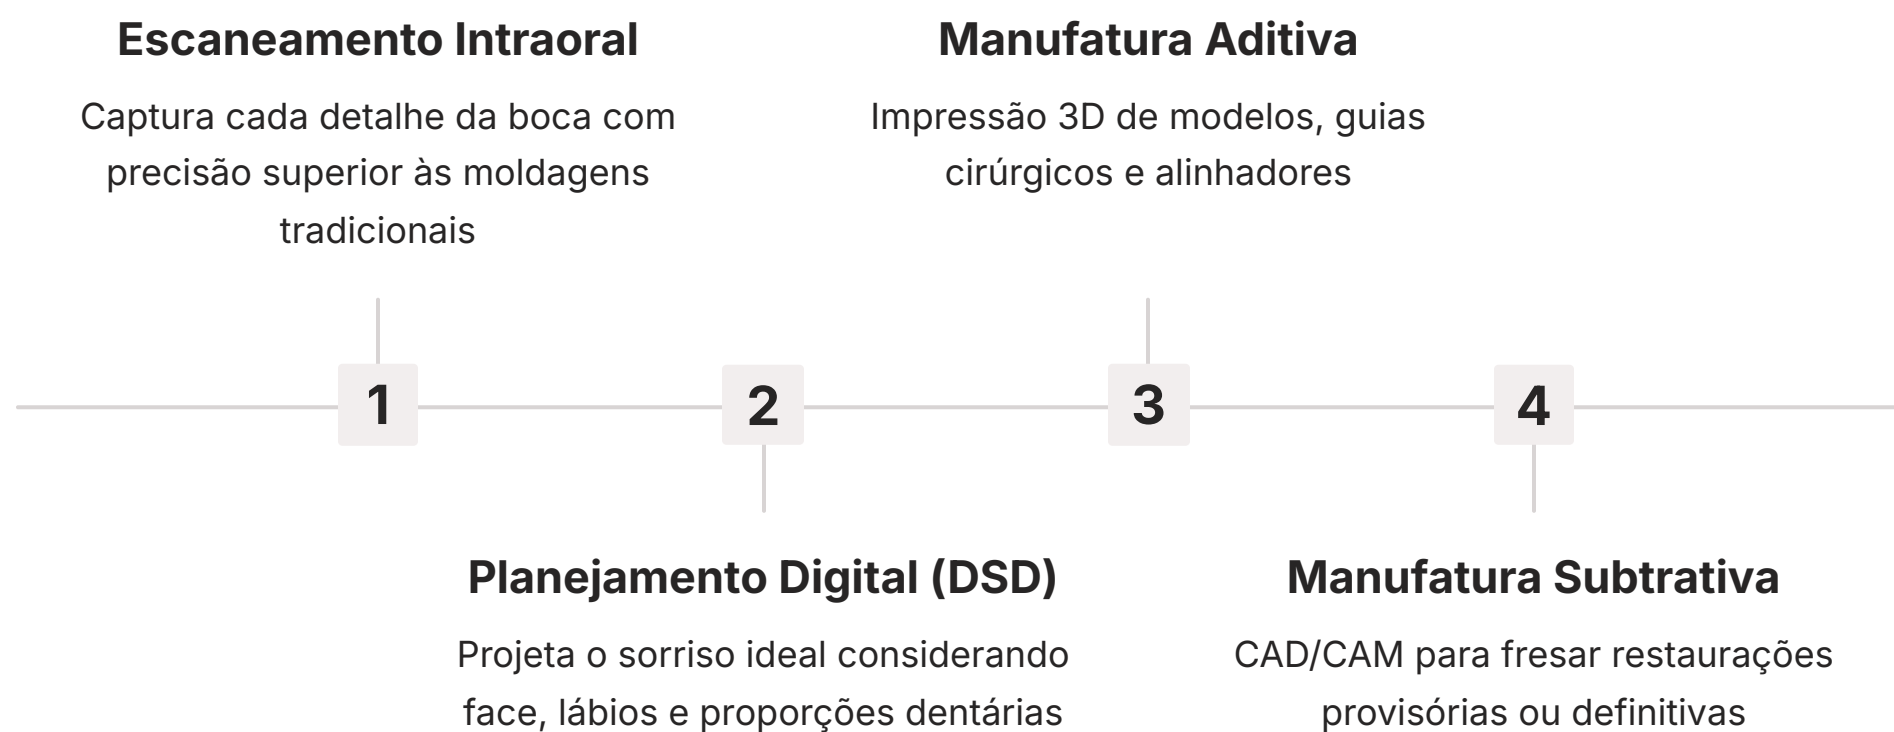 Escaneamento Intraoral
Captura cada detalhe da boca com
precisão superior às moldagens
tradicionais
Manufatura Aditiva
Impressão 3D de modelos, guias
cirúrgicos e alinhadores
1
2
3
4
Planejamento Digital (DSD)
Projeta o sorriso ideal considerando
face, lábios e proporções dentárias
Manufatura Subtrativa
CAD/CAM para fresar restaurações
provisórias ou definitivas